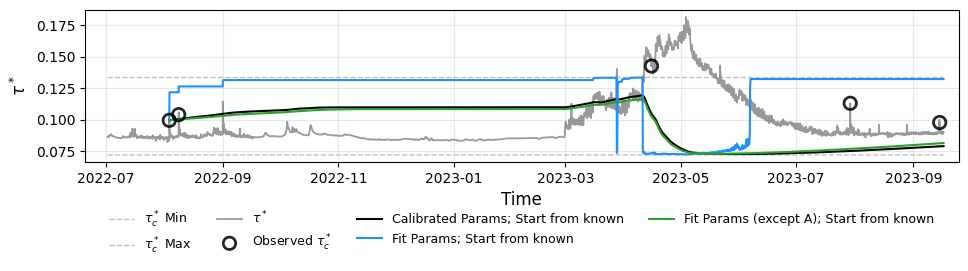 0.175
0.150
0.125
0.100
0.075
τ*
2022-07 2022-09 2022-11 2023-01 2023-03 2023-05 2023-07 2023-09
Time
τc* Min τ* Calibrated Params; Start from known Fit Params (except A); Start from known
τc* Max Observed τc* Fit Params; Start from known